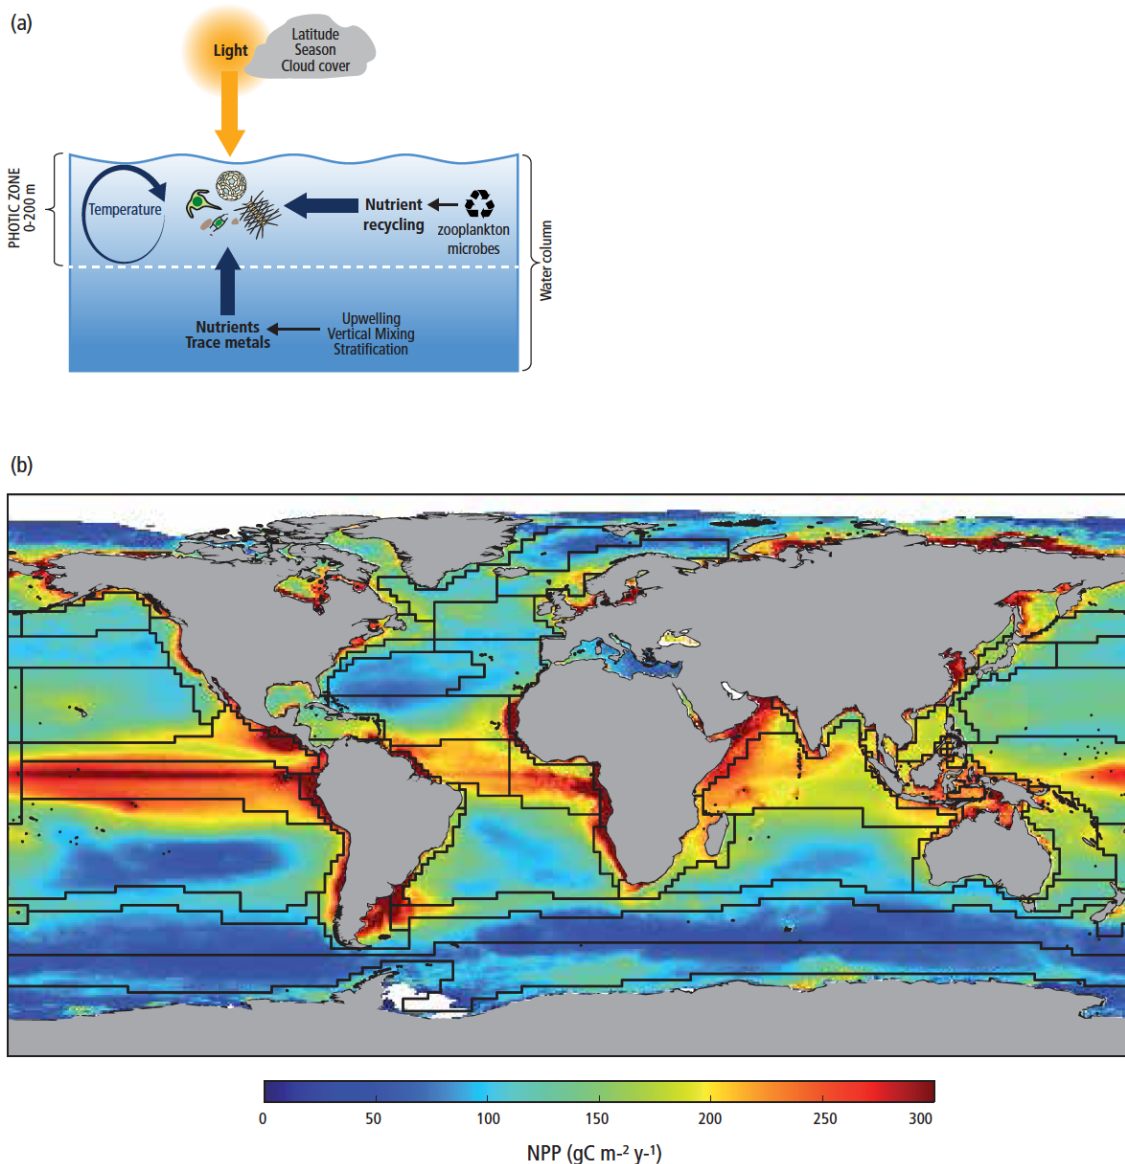 (a)
Light
Latitude
Season
Cloud cover
PHOTIC ZONE
0-200 m
Temperature
Nutrient
recycling
zooplankton
microbes
Water column
Nutrients
Trace metals
Upwelling
Vertical Mixing
Stratification
(b)
0 50 100 150 200 250 300
NPP (gC m-² y-¹)